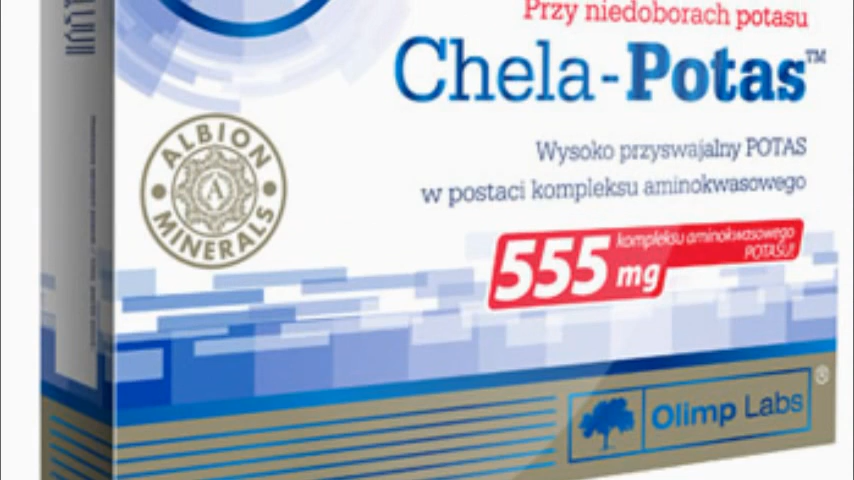 Przy niedoborach potasu
Chela-Potas™
Wysoko przyswajalny POTAS
w postaci kompleksu aminokwasowego
555 mg
kompleksu aminokwasowego
POTASU!
ALBION
A
MINERALS
Olimp Labs
®